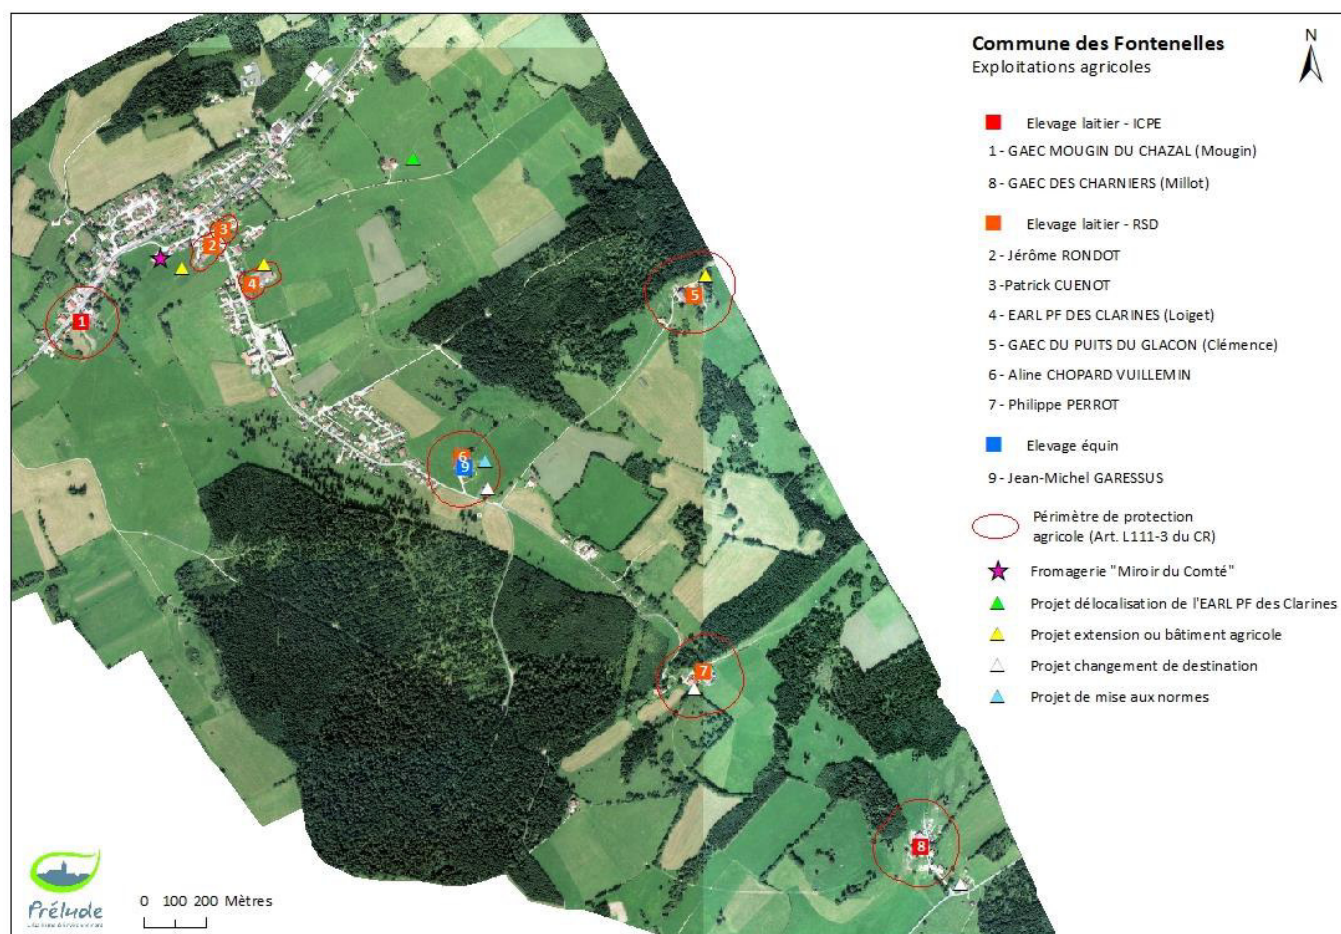 Commune des Fontenelles
Exploitations agricoles
N
Elevage laitier - ICPE
1 - GAEC MOUGIN DU CHAZAL (Mougin)
8 - GAEC DES CHARNIERS (Millot)
Elevage laitier - RSD
2 - Jérôme RONDOT
3 -Patrick CUENOT
4 - EARL PF DES CLARINES (Loiget)
5 - GAEC DU PUITS DU GLACON (Clémence)
6 - Aline CHOPARD VUILLEMIN
7 - Philippe PERROT
Elevage équin
9 - Jean-Michel GARESSUS
Périmètre de protection
agricole (Art. L111-3 du CR)
Fromagerie "Miroir du Comté"
Projet délocalisation de l'EARL PF des Clarines
Projet extension ou bâtiment agricole
Projet changement de destination
Projet de mise aux normes
3
2
4
1
5
6
9
7
8
Prélude
0 100 200 Mètres